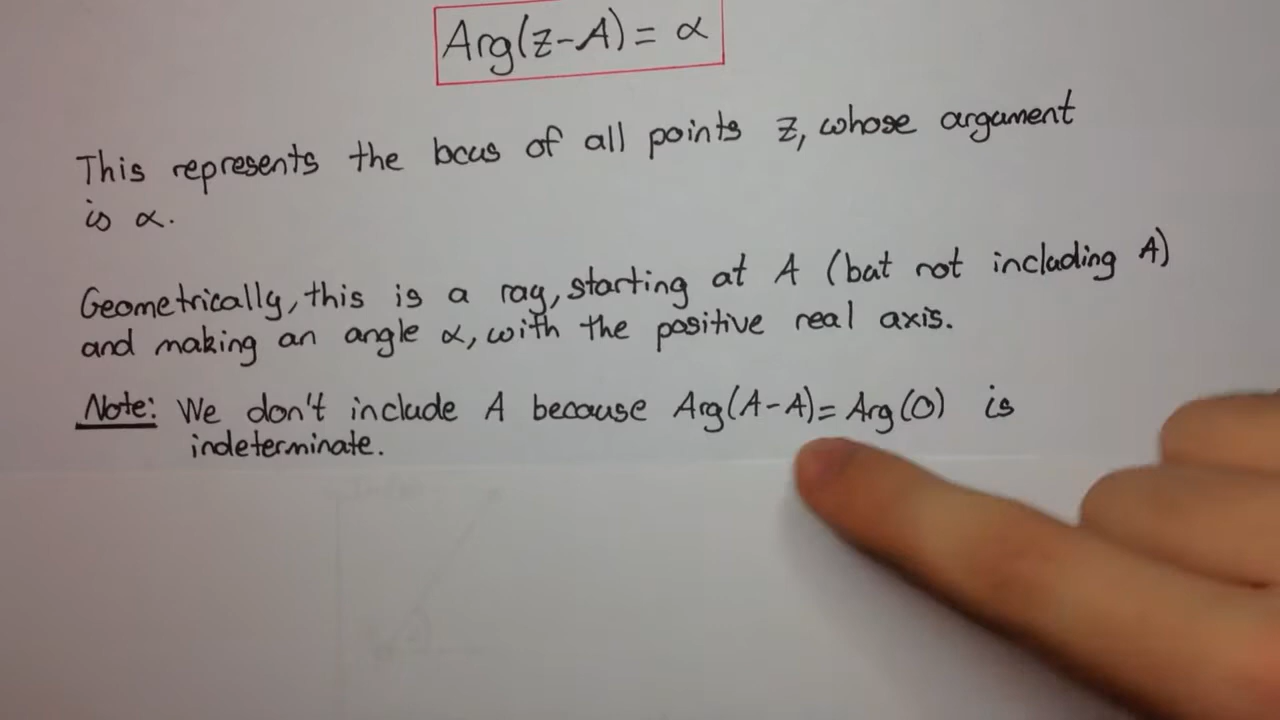 Arg(z-A) = α
This represents the locus of all points z, whose argument
is α.
Geometrically, this is a ray, starting at A (but not including A)
and making an angle α, with the positive real axis.
Note: We don't include A because Arg(A-A) = Arg(0) is
indeterminate.